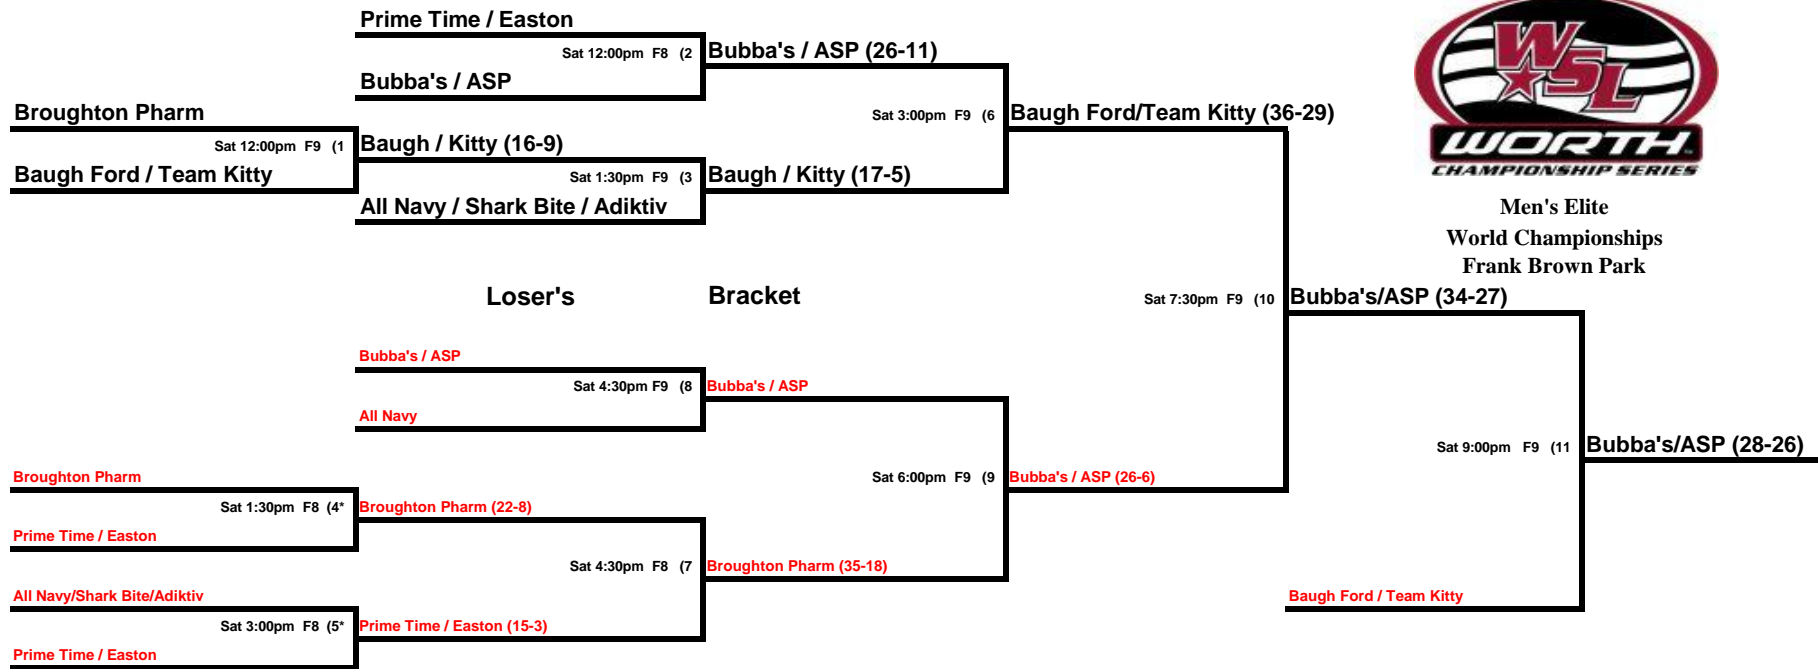 Prime Time / Easton
Sat 12:00pm F8 (2
Bubba's / ASP (26-11)
Bubba's / ASP
Broughton Pharm
Sat 12:00pm F9 (1
Baugh / Kitty (16-9)
Baugh Ford / Team Kitty
Sat 1:30pm F9 (3
Baugh / Kitty (17-5)
All Navy / Shark Bite / Adiktiv
Sat 3:00pm F9 (6
Baugh Ford/Team Kitty (36-29)
WSL
WORTH
CHAMPIONSHIP SERIES
Men's Elite
World Championships
Frank Brown Park
Loser's Bracket
Sat 7:30pm F9 (10
Bubba's/ASP (34-27)
Bubba's / ASP
Sat 4:30pm F9 (8
Bubba's / ASP
All Navy
Sat 9:00pm F9 (11
Bubba's/ASP (28-26)
Broughton Pharm
Sat 1:30pm F8 (4*
Broughton Pharm (22-8)
Prime Time / Easton
Sat 6:00pm F9 (9
Bubba's / ASP (26-6)
Sat 4:30pm F8 (7
Broughton Pharm (35-18)
All Navy/Shark Bite/Adiktiv
Sat 3:00pm F8 (5*
Prime Time / Easton (15-3)
Prime Time / Easton
Baugh Ford / Team Kitty